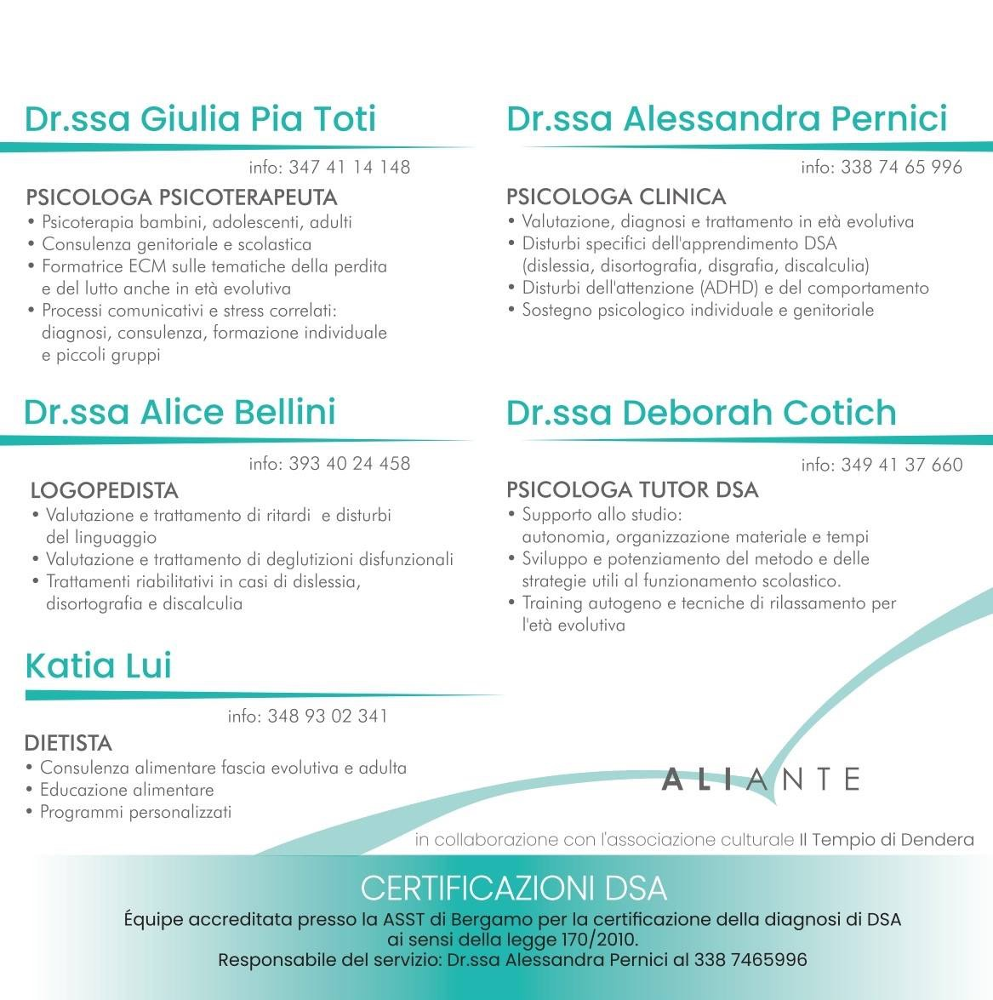 Dr.ssa Giulia Pia Toti
info: 347 41 14 148
PSICOLOGA PSICOTERAPEUTA
• Psicoterapia bambini, adolescenti, adulti
• Consulenza genitoriale e scolastica
• Formatrice ECM sulle tematiche della perdita
e del lutto anche in età evolutiva
• Processi comunicativi e stress correlati:
diagnosi, consulenza, formazione individuale
e piccoli gruppi
Dr.ssa Alessandra Pernici
info: 338 74 65 996
PSICOLOGA CLINICA
• Valutazione, diagnosi e trattamento in età evolutiva
• Disturbi specifici dell'apprendimento DSA
(dislessia, disortografia, disgrafia, discalculia)
• Disturbi dell'attenzione (ADHD) e del comportamento
• Sostegno psicologico individuale e genitoriale
Dr.ssa Alice Bellini
info: 393 40 24 458
LOGOPEDISTA
• Valutazione e trattamento di ritardi e disturbi
del linguaggio
• Valutazione e trattamento di deglutizioni disfunzionali
• Trattamenti riabilitativi in casi di dislessia,
disortografia e discalculia
Dr.ssa Deborah Cotich
info: 349 41 37 660
PSICOLOGA TUTOR DSA
• Supporto allo studio:
autonomia, organizzazione materiale e tempi
• Sviluppo e potenziamento del metodo e delle
strategie utili al funzionamento scolastico.
• Training autogeno e tecniche di rilassamento per
l'età evolutiva
Katia Lui
info: 348 93 02 341
DIETISTA
• Consulenza alimentare fascia evolutiva e adulta
• Educazione alimentare
• Programmi personalizzati
ALIANTE
in collaborazione con l'associazione culturale Il Tempio di Dendera
CERTIFICAZIONI DSA
Équipe accreditata presso la ASST di Bergamo per la certificazione della diagnosi di DSA
ai sensi della legge 170/2010.
Responsabile del servizio: Dr.ssa Alessandra Pernici al 338 7465996